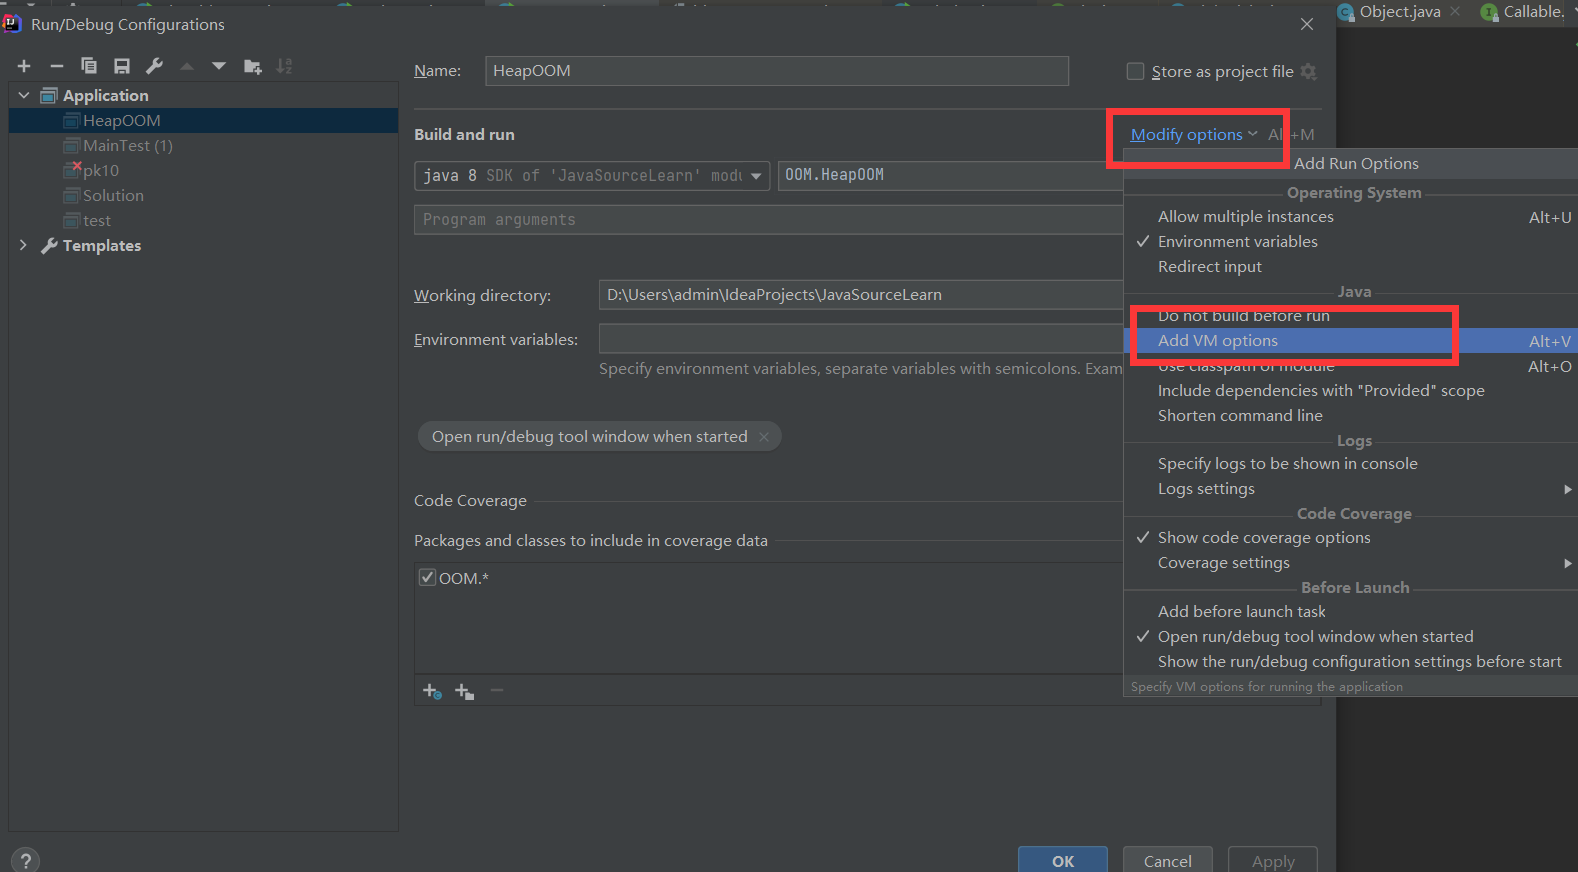 Run/Debug Configurations
Object.java
Callable.
Name:
HeapOOM
Store as project file
Application
HeapOOM
MainTest (1)
pk10
Solution
test
Templates
Build and run
Modify options
Al
+M
java 8 SDK of 'JavaSourceLearn' modu
OOM.HeapOOM
Program arguments
Working directory:
D:\Users\admin\IdeaProjects\JavaSourceLearn
Environment variables:
Specify environment variables, separate variables with semicolons. Exam
Open run/debug tool window when started
Code Coverage
Packages and classes to include in coverage data
OOM.*
Add Run Options
Operating System
Allow multiple instances Alt+U
Environment variables
Redirect input
Java
Do not build before run
Add VM options Alt+V
Use classpath of module Alt+O
Include dependencies with "Provided" scope
Shorten command line
Logs
Specify logs to be shown in console
Logs settings
Code Coverage
Show code coverage options
Coverage settings
Before Launch
Add before launch task
Open run/debug tool window when started
Show the run/debug configuration settings before start
Specify VM options for running the application
?
OK
Cancel
Apply